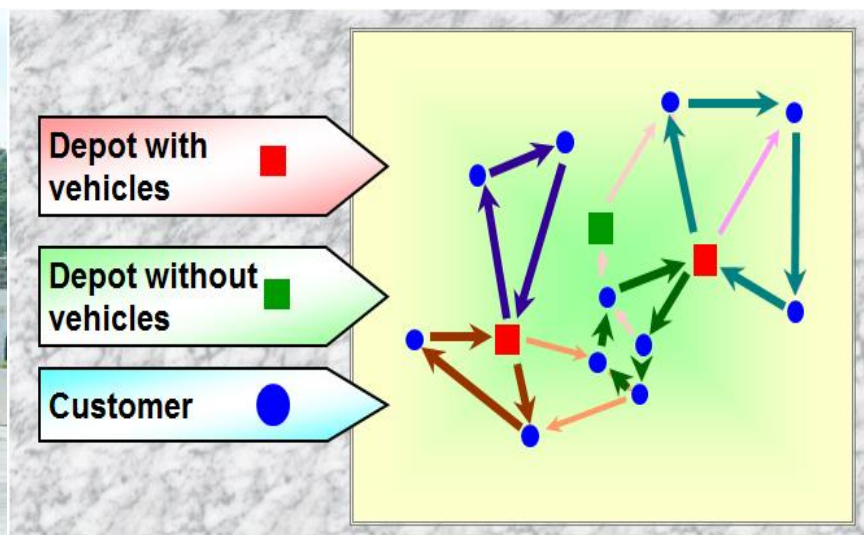 Depot with
vehicles
Depot without
vehicles
Customer